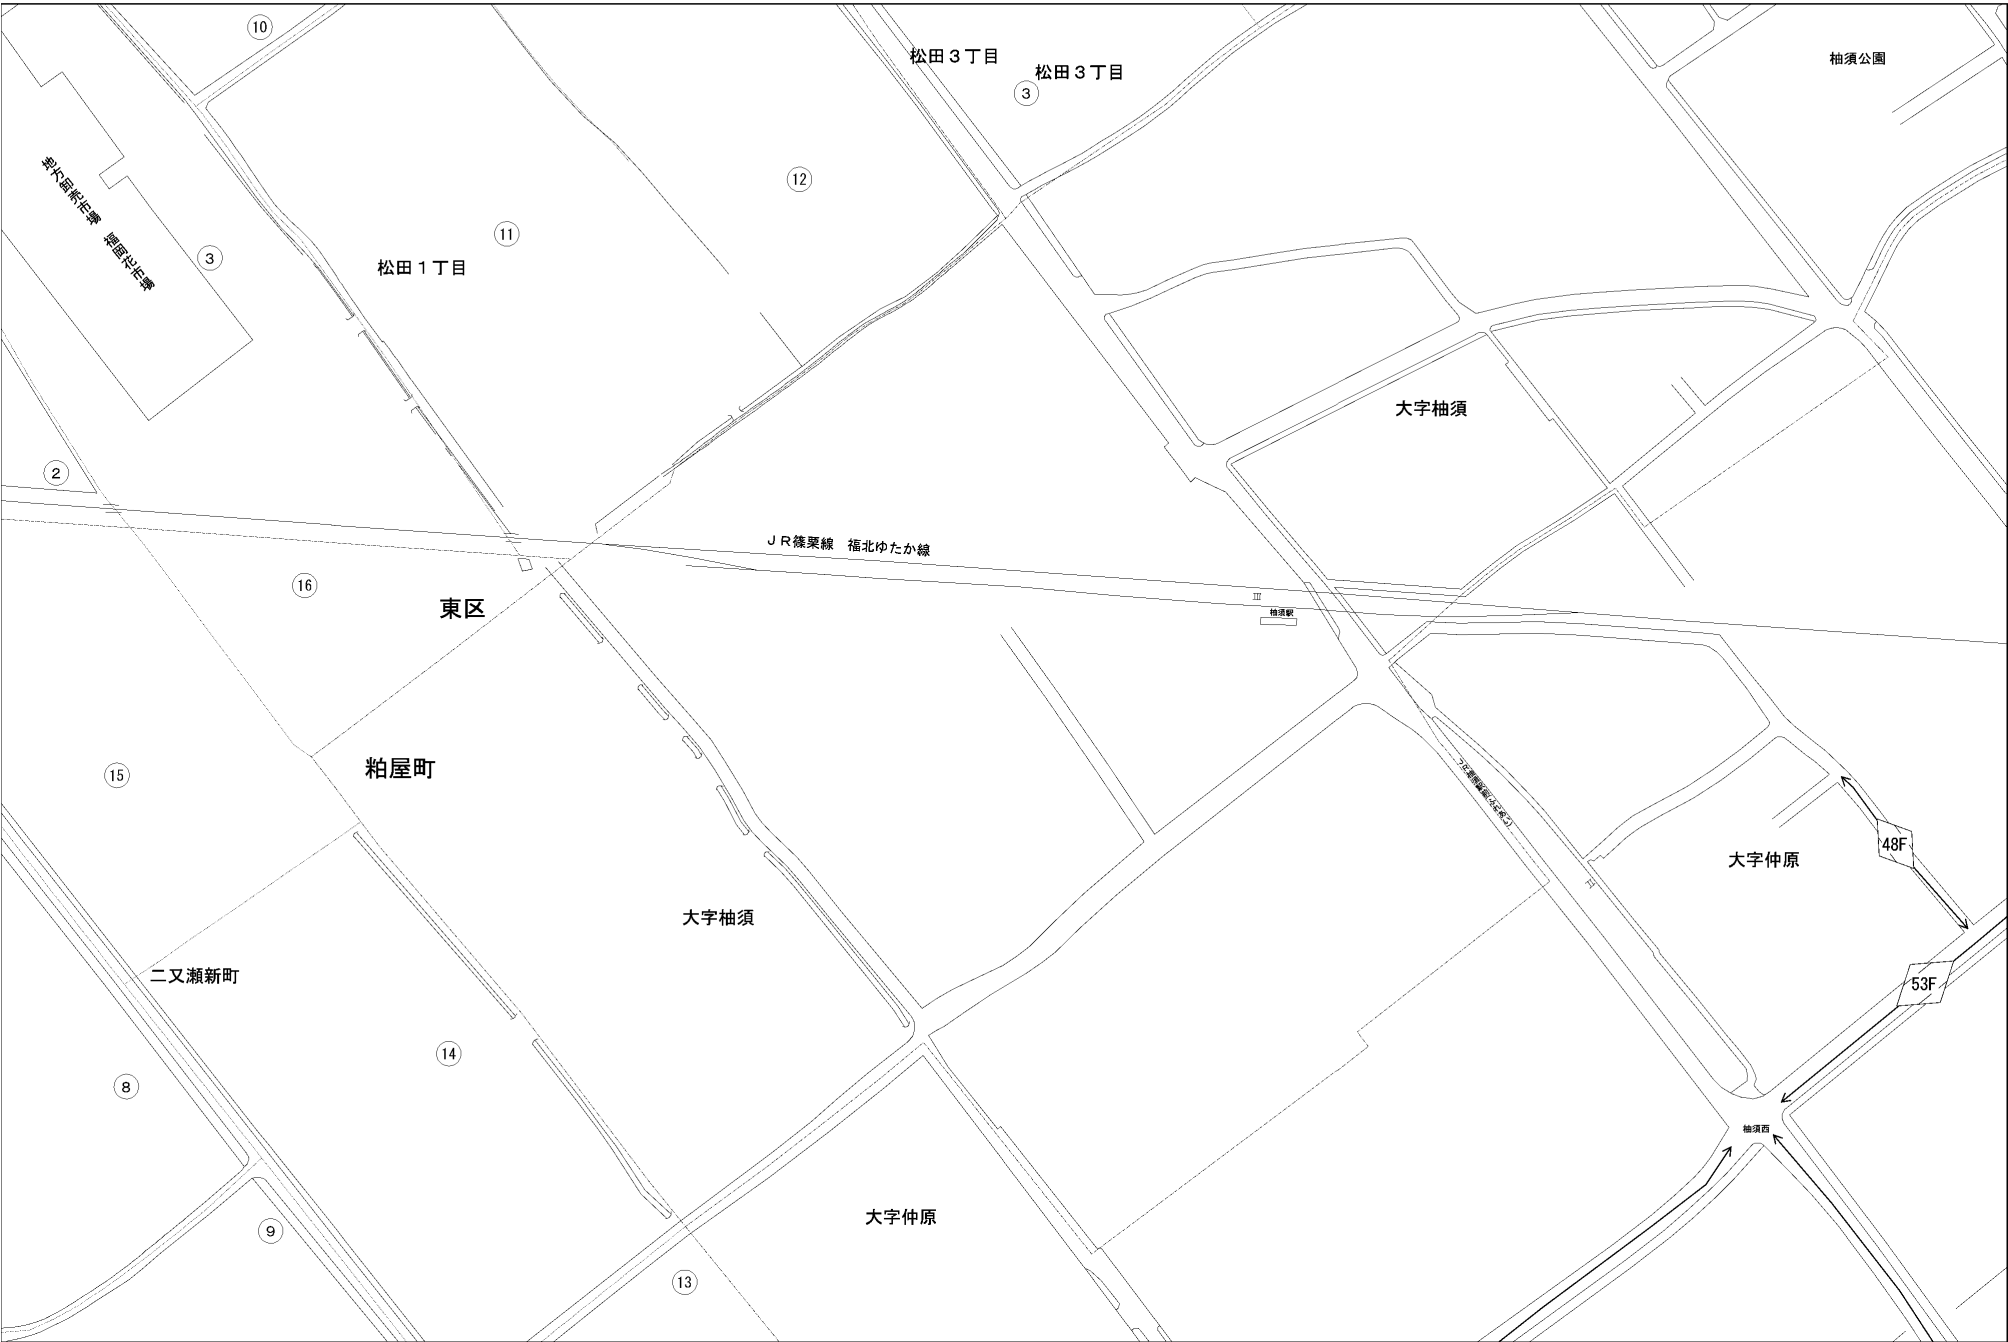 ⑩
松田３丁目
松田３丁目
③
柚須公園
地方卸売市場　福岡花市場
③
⑫
⑪
松田１丁目
大字柚須
②
ＪＲ篠栗線　福北ゆたか線
⑯
東区
柚須駅
粕屋町
⑮
48F
大字仲原
大字柚須
二又瀬新町
53F
⑭
⑧
柚須西
大字仲原
⑨
⑬